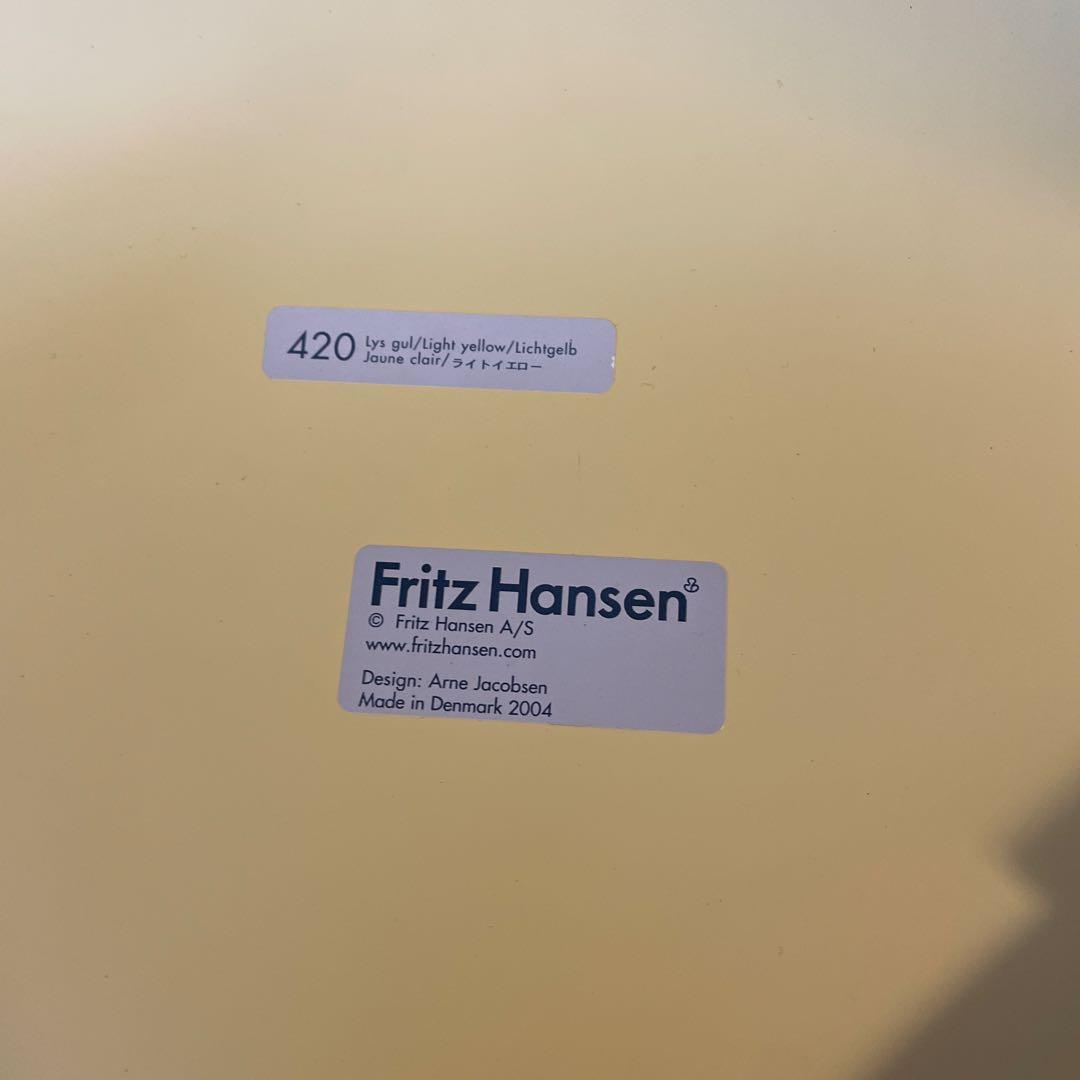 420 Lys gul/Light yellow/Lichtgelb
Jaune clair/ライトイエロー
Fritz Hansen
© Fritz Hansen A/S
www.fritzhansen.com
Design: Arne Jacobsen
Made in Denmark 2004